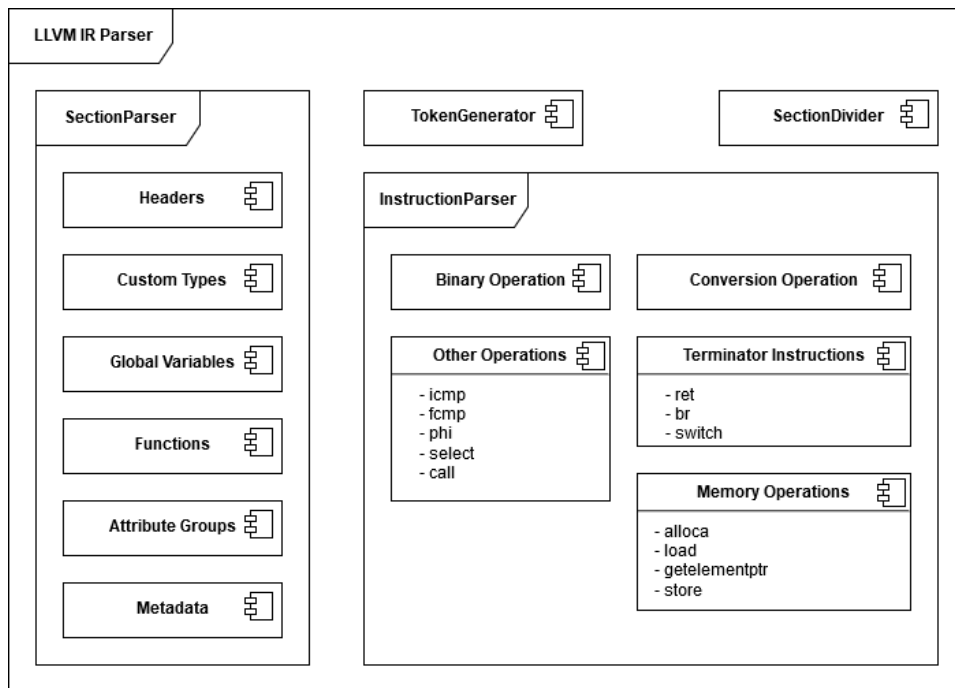 LLVM IR Parser
SectionParser
Headers
Custom Types
Global Variables
Functions
Attribute Groups
Metadata
TokenGenerator
SectionDivider
InstructionParser
Binary Operation
Conversion Operation
Other Operations
- icmp
- fcmp
- phi
- select
- call
Terminator Instructions
- ret
- br
- switch
Memory Operations
- alloca
- load
- getelementptr
- store